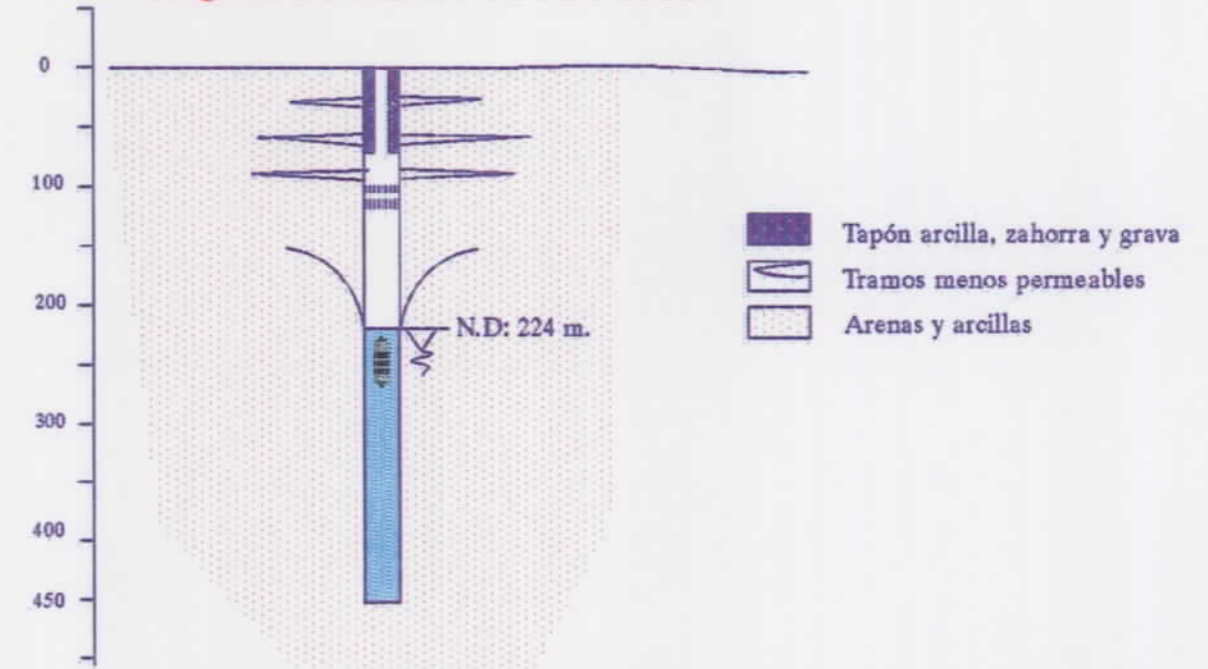 0
100
200
300
400
450
N.D: 224 m.
Tapón arcilla, zahorra y grava
Tramos menos permeables
Arenas y arcillas